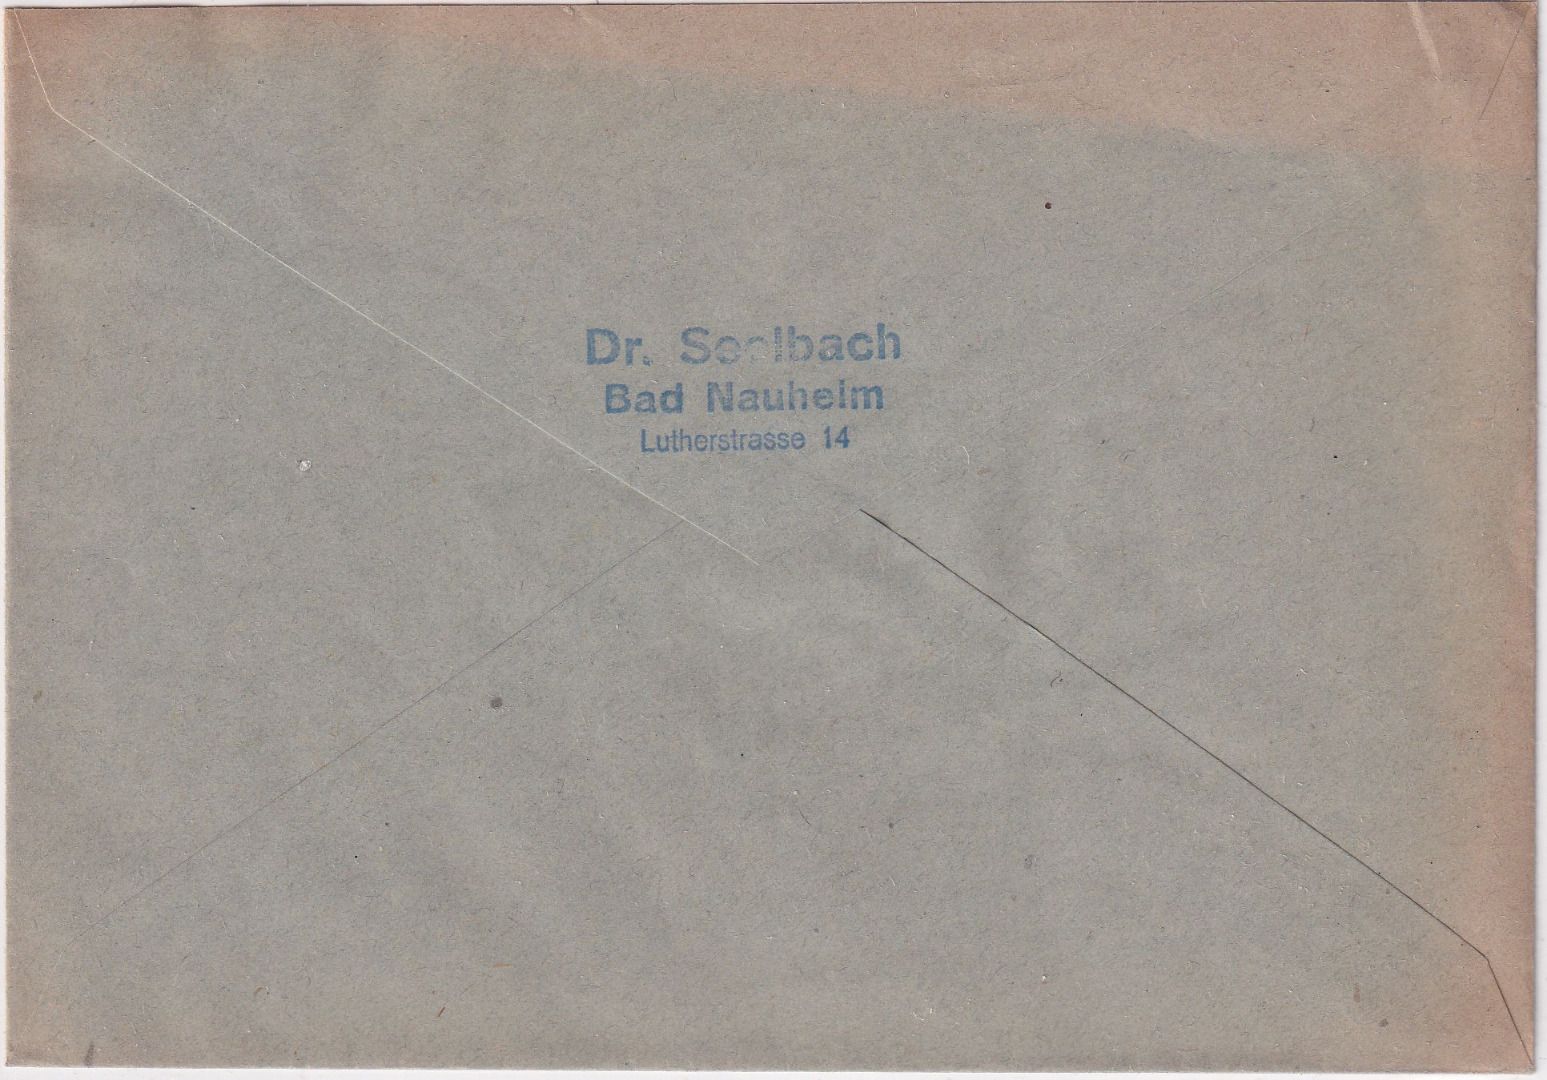 Dr. Seelbach
Bad Nauheim
Lutherstrasse 14